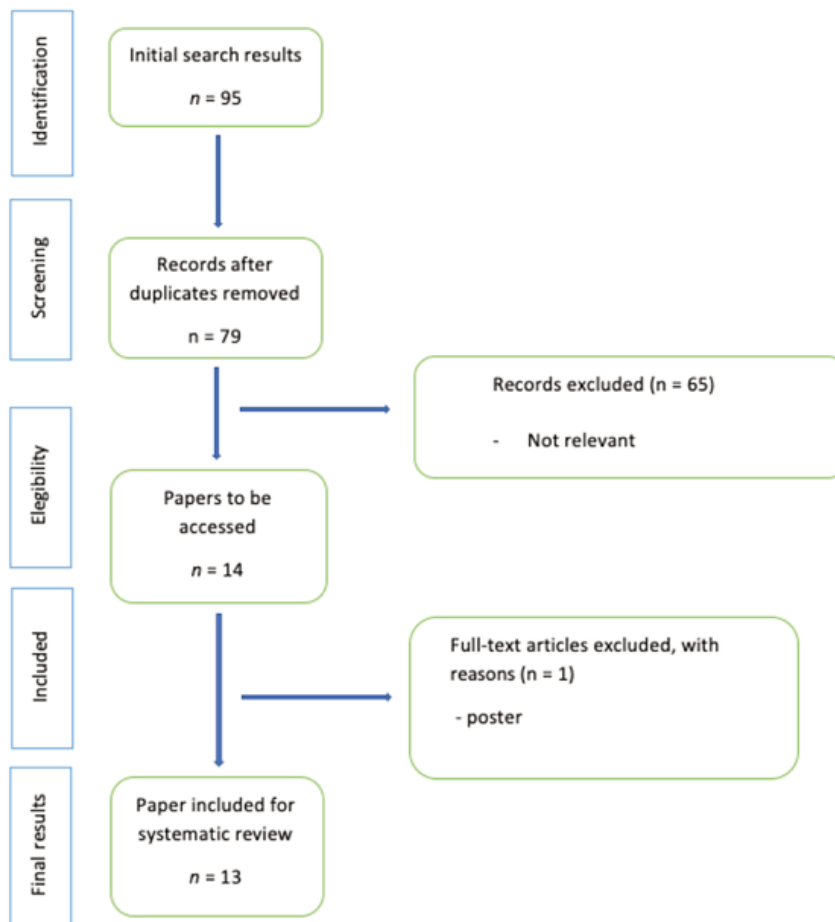 Identification
Initial search results
n = 95
Screening
Records after
duplicates removed
n = 79
Records excluded (n = 65)
- Not relevant
Elegibility
Papers to be
accessed
n = 14
Included
Full-text articles excluded, with
reasons (n = 1)
- poster
Final results
Paper included for
systematic review
n = 13